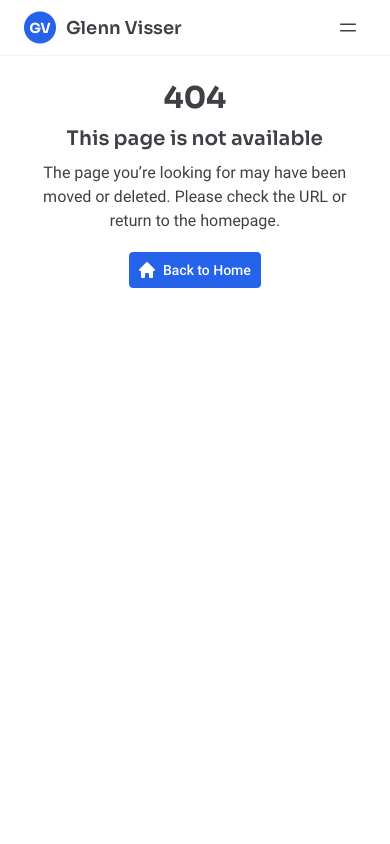 GV Glenn Visser
404
This page is not available
The page you’re looking for may have been
moved or deleted. Please check the URL or
return to the homepage.
Back to Home